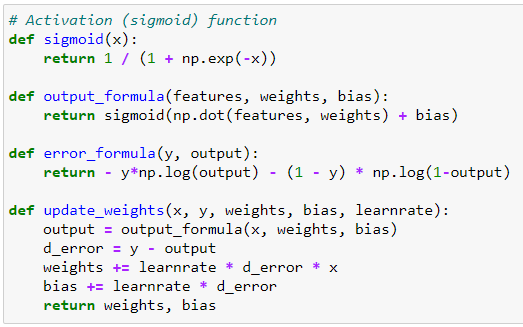 # Activation (sigmoid) function
def sigmoid(x):
    return 1 / (1 + np.exp(-x))
def output_formula(features, weights, bias):
    return sigmoid(np.dot(features, weights) + bias)
def error_formula(y, output):
    return - y*np.log(output) - (1 - y) * np.log(1-output)
def update_weights(x, y, weights, bias, learnrate):
    output = output_formula(x, weights, bias)
    d_error = y - output
    weights += learnrate * d_error * x
    bias += learnrate * d_error
    return weights, bias